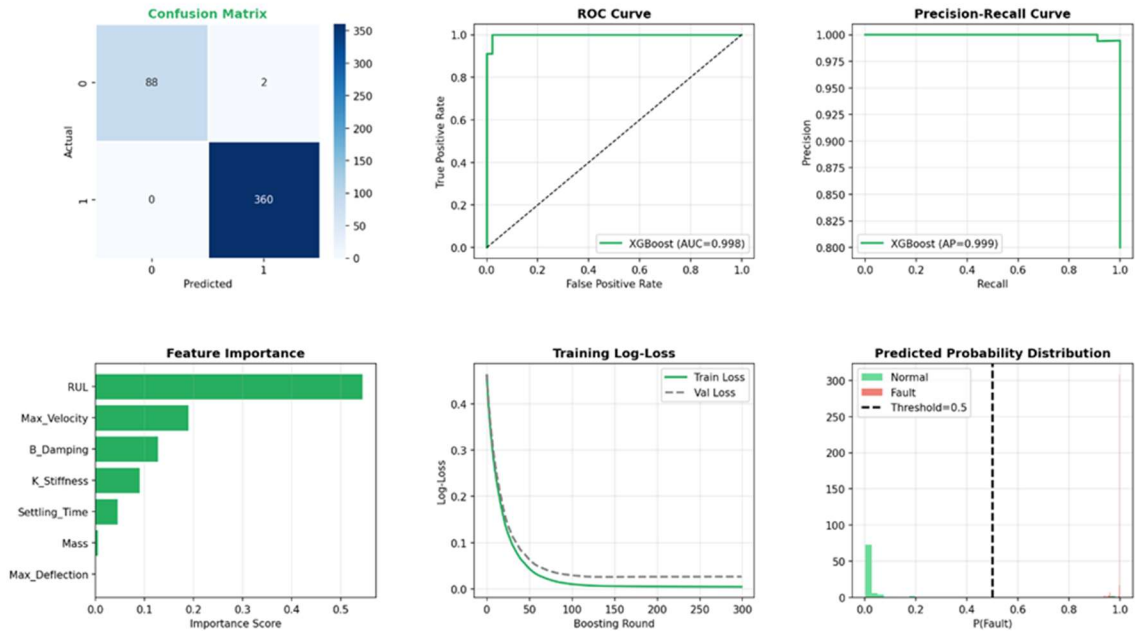 Confusion Matrix
Actual
0
88
2
1
0
360
0
1
Predicted
350
300
250
200
150
100
50
0
ROC Curve
True Positive Rate
1.0
0.8
0.6
0.4
0.2
0.0
XGBoost (AUC=0.998)
0.0 0.2 0.4 0.6 0.8 1.0
False Positive Rate
Precision-Recall Curve
Precision
1.000
0.975
0.950
0.925
0.900
0.875
0.850
0.825
0.800
XGBoost (AP=0.999)
0.0 0.2 0.4 0.6 0.8 1.0
Recall
Feature Importance
RUL
Max_Velocity
B_Damping
K_Stiffness
Settling_Time
Mass
Max_Deflection
0.0 0.1 0.2 0.3 0.4 0.5
Importance Score
Training Log-Loss
Log-Loss
0.4
0.3
0.2
0.1
0.0
Train Loss
Val Loss
0 50 100 150 200 250 300
Boosting Round
Predicted Probability Distribution
300
250
200
150
100
50
0
Normal
Fault
Threshold=0.5
0.0 0.2 0.4 0.6 0.8 1.0
P(Fault)